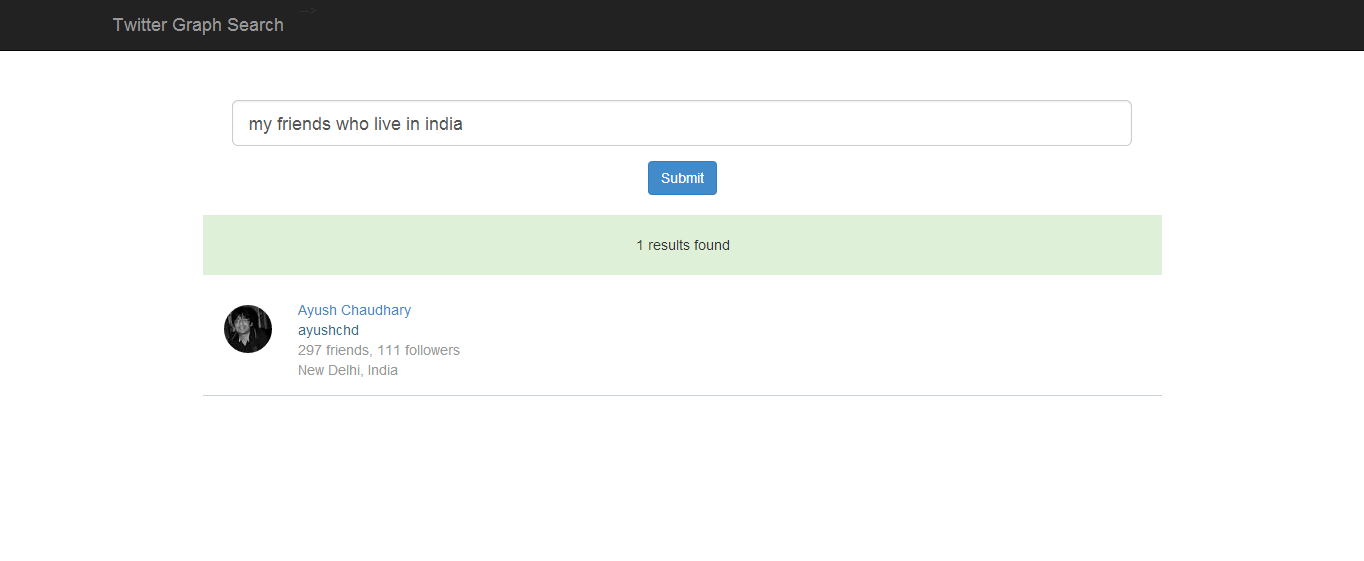 Twitter Graph Search
-->
my friends who live in india
Submit
1 results found
Ayush Chaudhary
ayushchd
297 friends, 111 followers
New Delhi, India